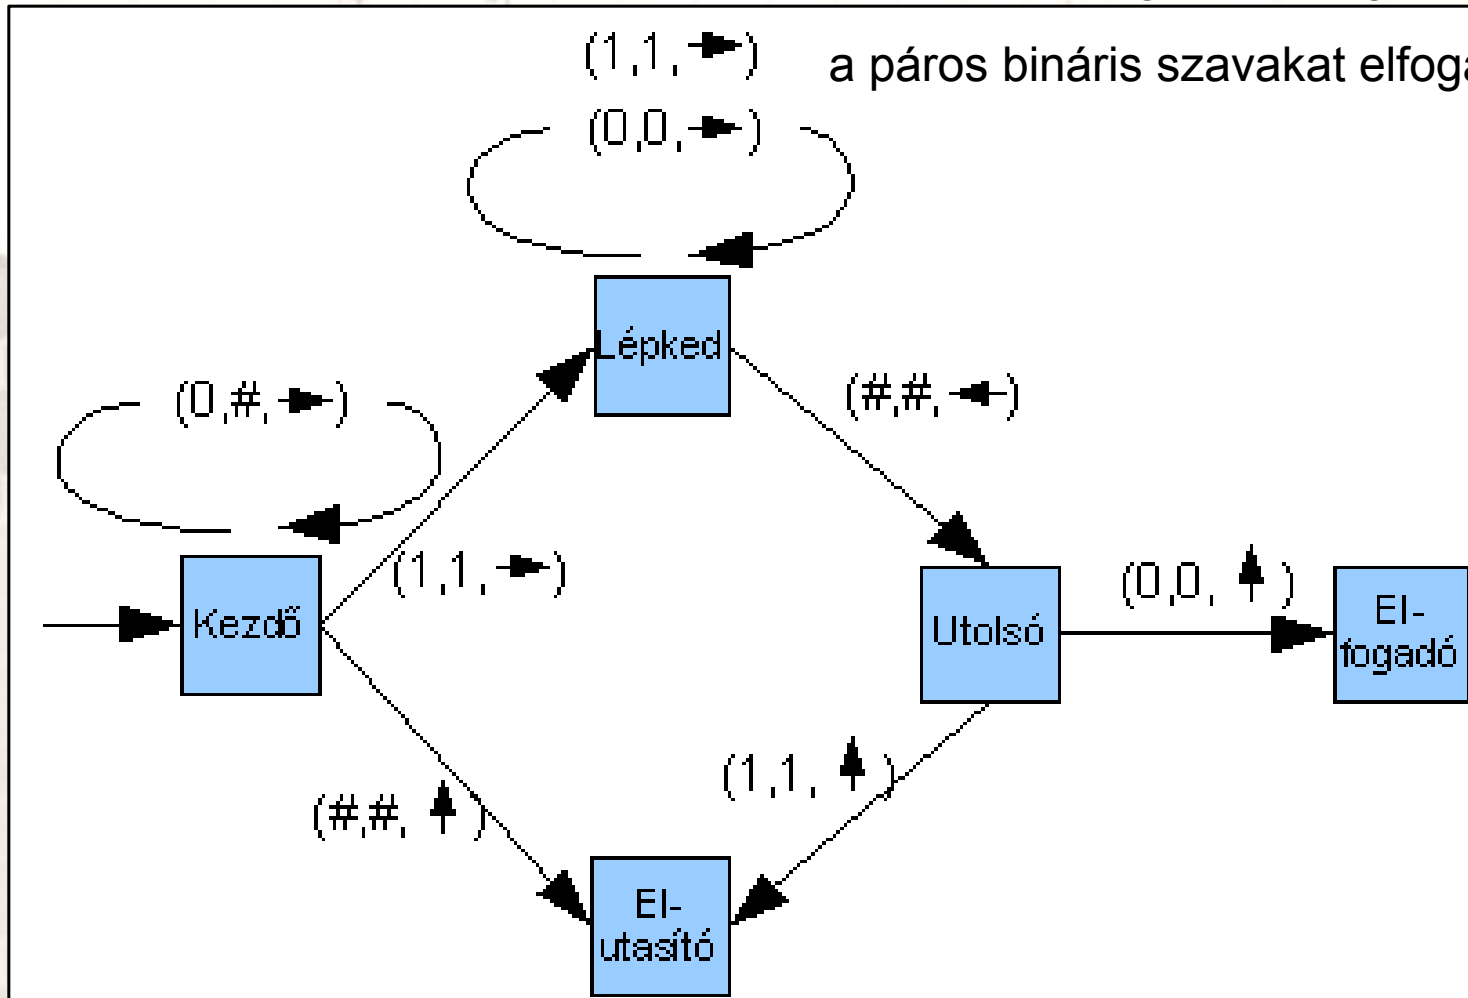 (1,1,→)
a páros bináris szavakat elfoga
(0,0,→)
Lépked
(0,#,→)
(#,#,←)
(1,1,→)
Kezdő
(0,0,↑)
Utolsó
El-
fogadó
(1,1,↑)
(#,#,↑)
El-
utasító